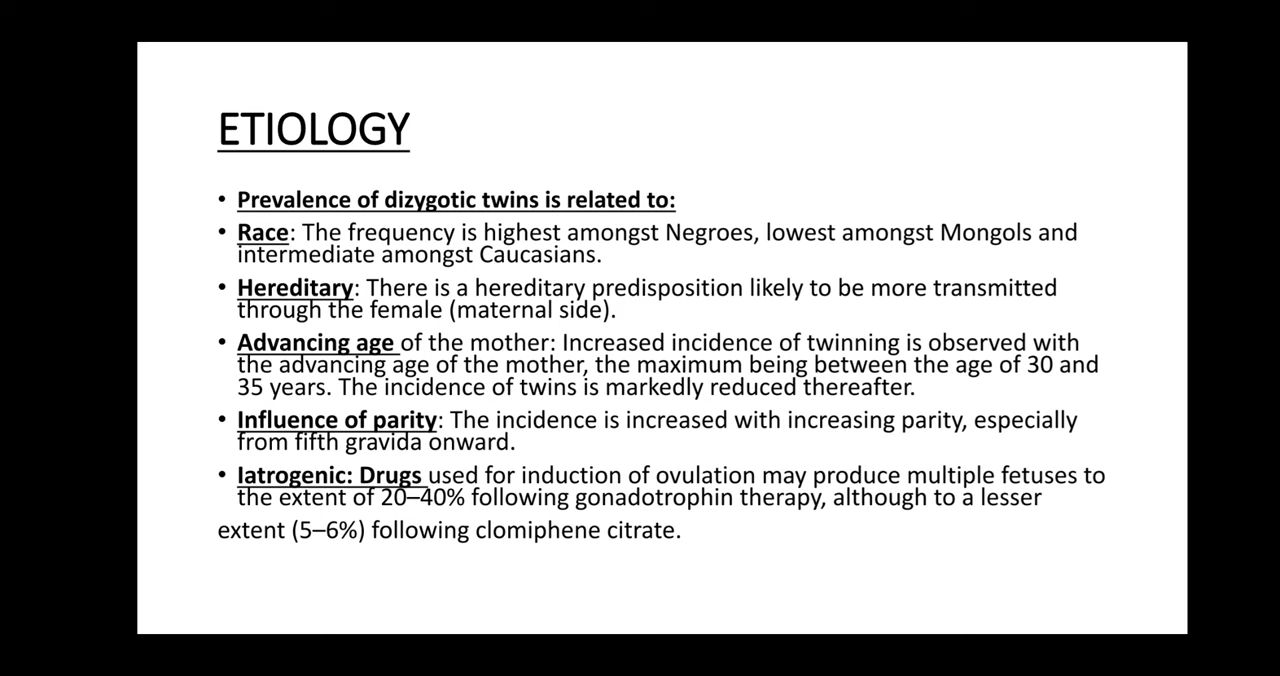 ETIOLOGY
• Prevalence of dizygotic twins is related to:
• Race: The frequency is highest amongst Negroes, lowest amongst Mongols and
intermediate amongst Caucasians.
• Hereditary: There is a hereditary predisposition likely to be more transmitted
through the female (maternal side).
• Advancing age of the mother: Increased incidence of twinning is observed with
the advancing age of the mother, the maximum being between the age of 30 and
35 years. The incidence of twins is markedly reduced thereafter.
• Influence of parity: The incidence is increased with increasing parity, especially
from fifth gravida onward.
• Iatrogenic: Drugs used for induction of ovulation may produce multiple fetuses to
the extent of 20–40% following gonadotrophin therapy, although to a lesser
extent (5–6%) following clomiphene citrate.